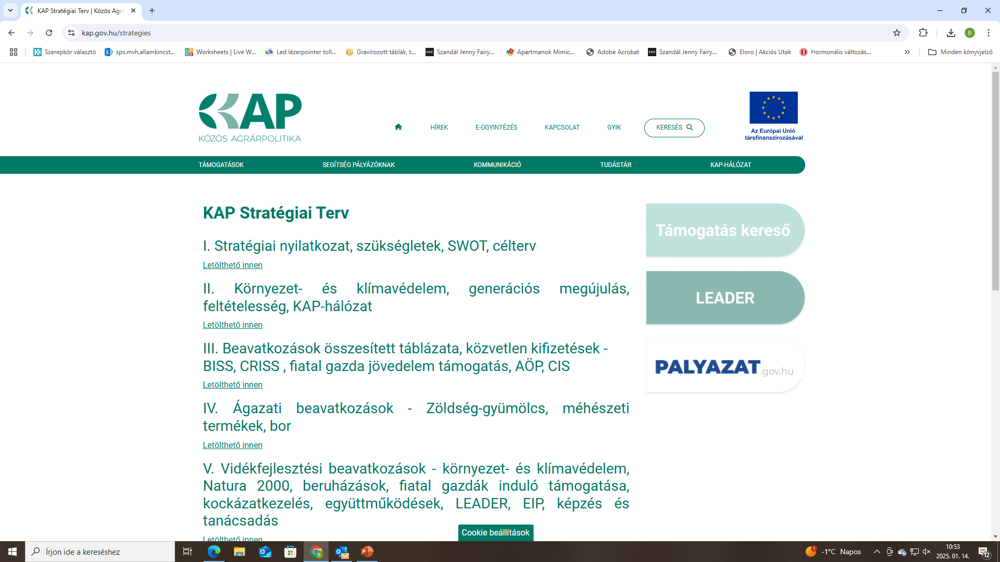 KAP Stratégiai Terv | Közös Agrá
kap.gov.hu/strategies
B
Szerepkör választó
sps.mvh.allamkincst...
Worksheets | Live W...
Led lézerpointer toll...
Gravírozott táblák, t...
Szandál Jenny Fairy...
Apartmanok Mimic...
Adobe Acrobat
Szandál Jenny Fairy...
Eloro | Akciós Utak
Hormonális változás...
Minden könyvjelző
KAP
KÖZÖS AGRÁRPOLITIKA
HÍREK
E-ÜGYINTÉZÉS
KAPCSOLAT
GYIK
KERESÉS
Az Európai Unió
társfinanszírozásával
TÁMOGATÁSOK
SEGÍTSÉG PÁLYÁZÓKNAK
KOMMUNIKÁCIÓ
TUDÁSTÁR
KAP-HÁLÓZAT
KAP Stratégiai Terv
I. Stratégiai nyilatkozat, szükségletek, SWOT, célterv
Letölthető innen
II. Környezet- és klímavédelem, generációs megújulás,
feltételesség, KAP-hálózat
Letölthető innen
III. Beavatkozások összesített táblázata, közvetlen kifizetések -
BISS, CRISS , fiatal gazda jövedelem támogatás, AÖP, CIS
Letölthető innen
IV. Ágazati beavatkozások - Zöldség-gyümölcs, méhészeti
termékek, bor
Letölthető innen
V. Vidékfejlesztési beavatkozások - környezet- és klímavédelem,
Natura 2000, beruházások, fiatal gazdák induló támogatása,
kockázatkezelés, együttműködések, LEADER, EIP, képzés és
tanácsadás
Letölthető innen
Támogatás kereső
LEADER
PALYAZAT.gov.hu
Cookie beállítások
Írjon ide a kereséshez
-1°C Napos
10:53
2025. 01. 14.
12